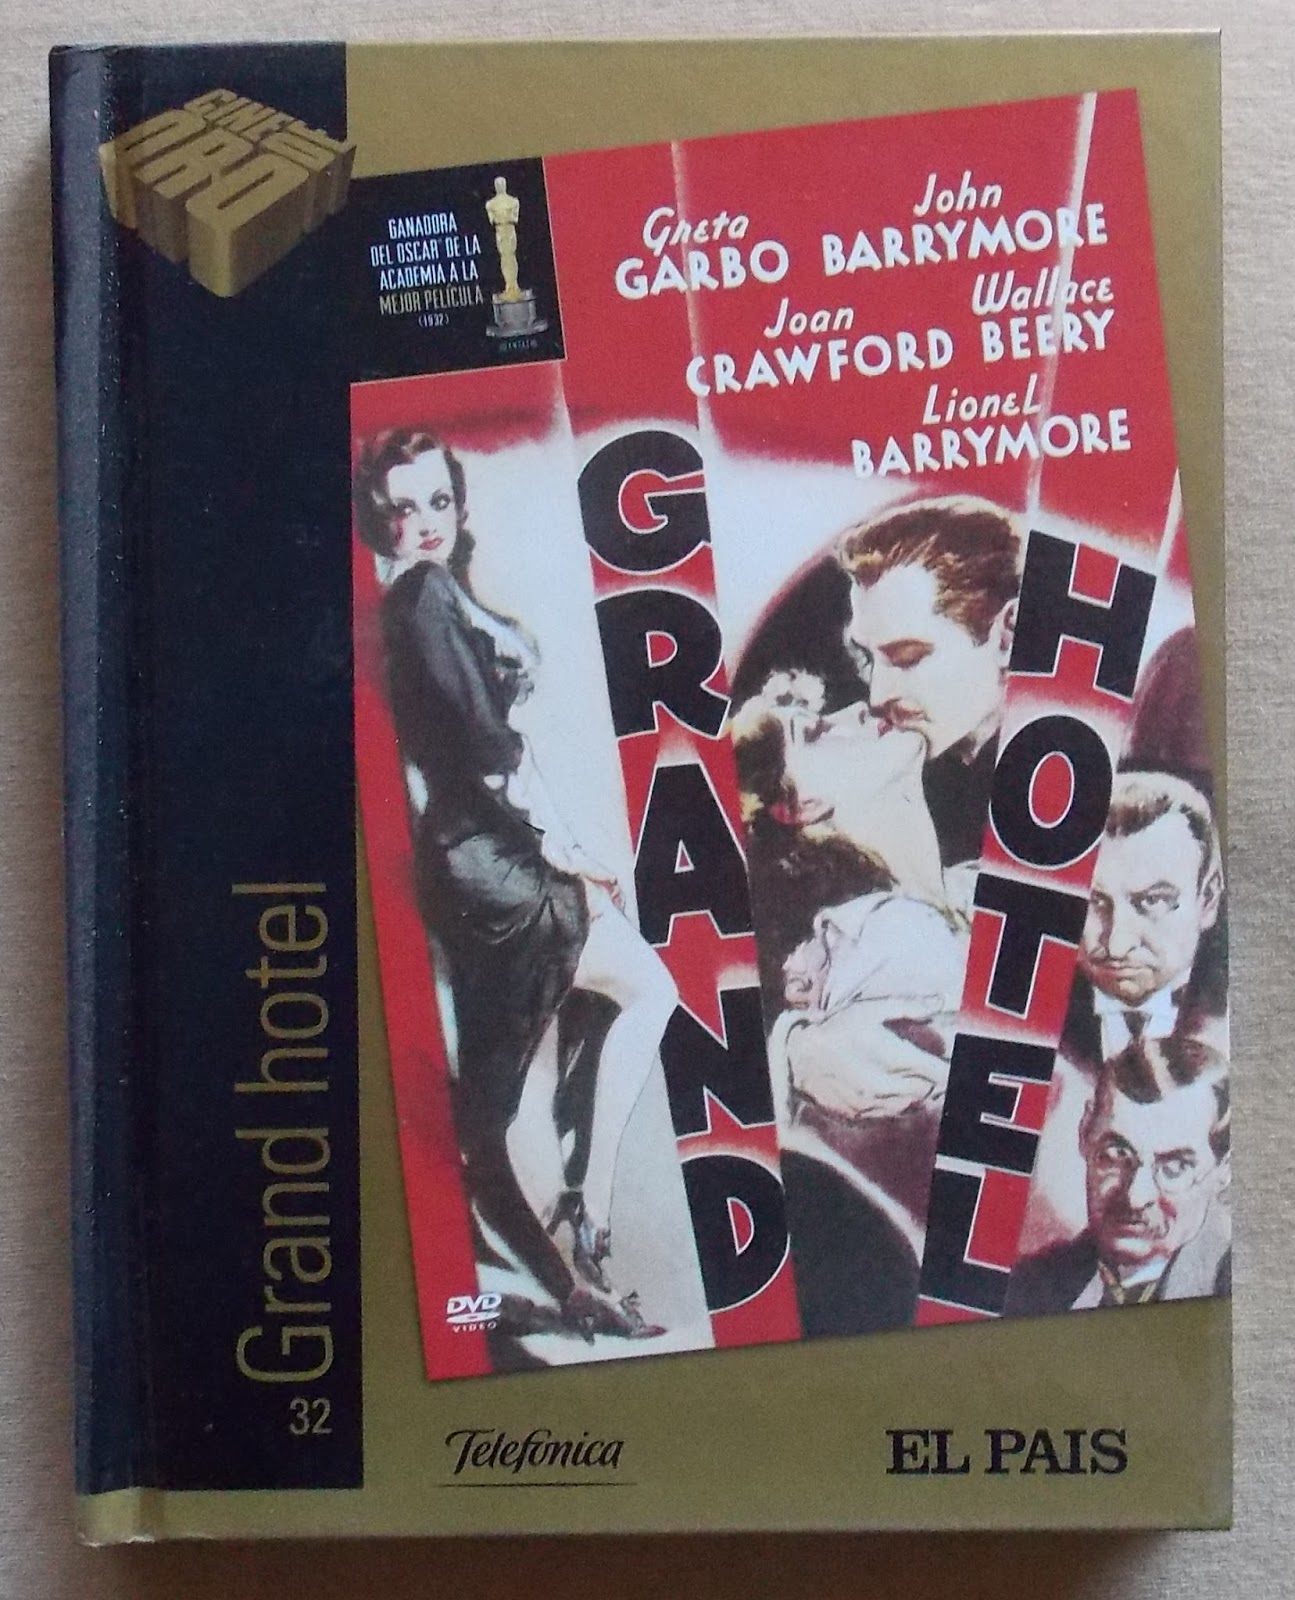 CINE DE
ORO
GANADORA
DEL OSCAR® DE LA
ACADEMIA A LA
MEJOR PELÍCULA
(1932)
Greta
GARBO
John
BARRYMORE
Joan
CRAWFORD
Wallace
BEERY
Lionel
BARRYMORE
GRAND
HOTEL
DVD
VIDEO
Grand hotel
32
Telefónica
EL PAIS